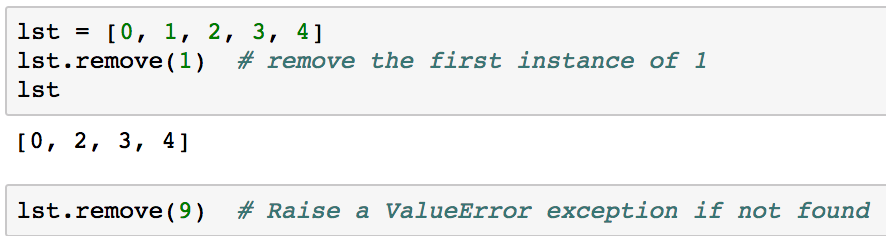 lst = [0, 1, 2, 3, 4]
lst.remove(1)  # remove the first instance of 1
lst
[0, 2, 3, 4]
lst.remove(9)  # Raise a ValueError exception if not found